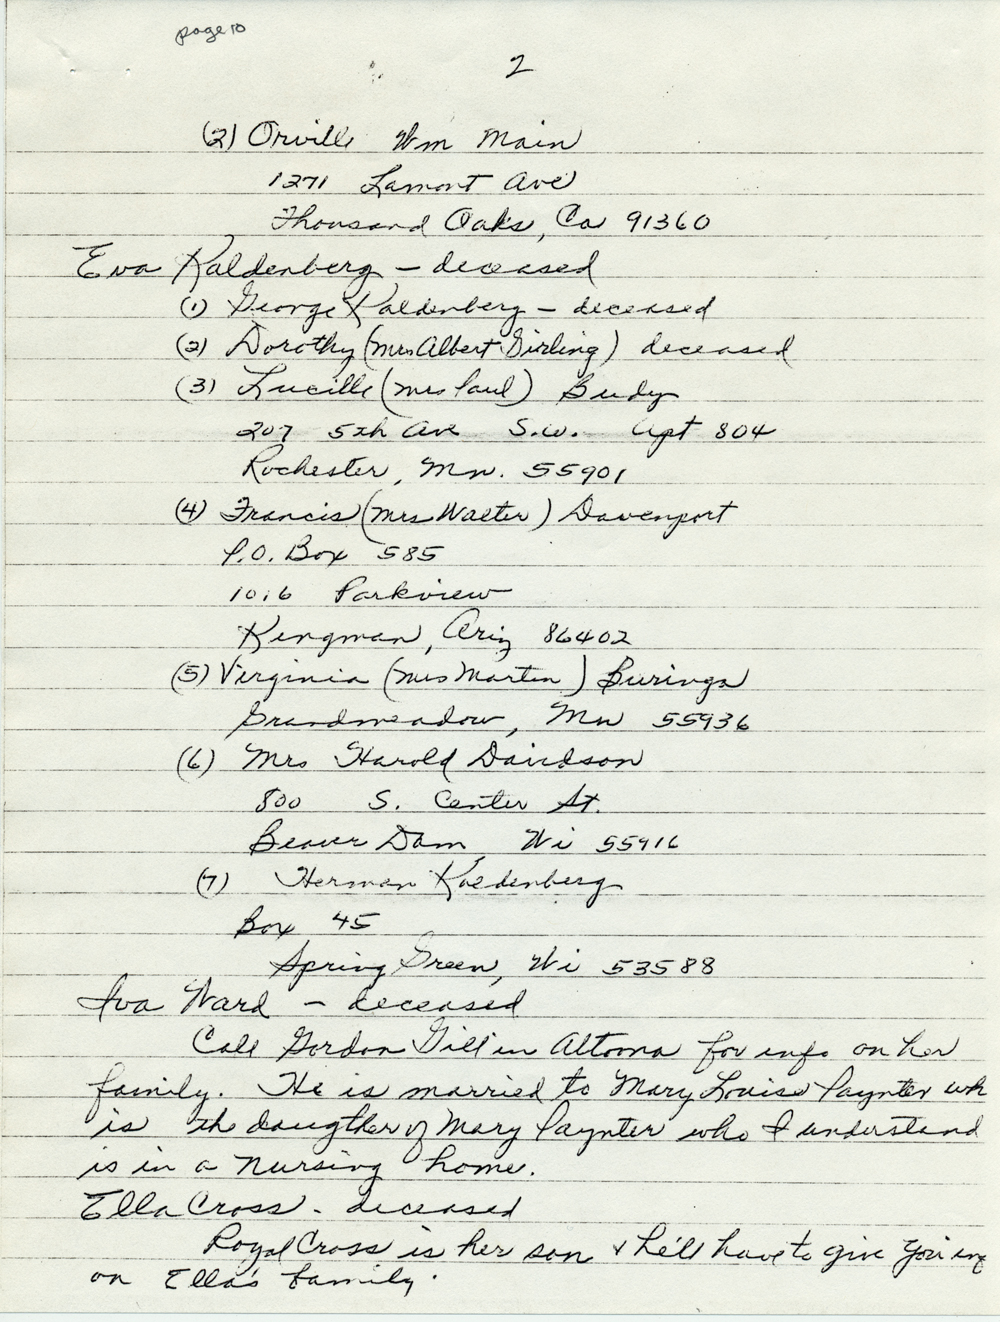 page 10
2
(2) Orville Wm Main
1271 Lamont Ave
Thousand Oaks, Ca 91360
Eva Kaldenberg - deceased
(1) George Kaldenberg - deceased
(2) Dorothy (Mrs Albert Girling) deceased
(3) Lucille (Mrs Paul) Budy
207 5th Ave S.W. Apt 804
Rochester, Mn. 55901
(4) Francis (Mrs Walter) Davenport
P.O. Box 585
1016 Parkview
Kingman, Ariz 86402
(5) Virginia (Mrs Martin) Buringa
Grandmeadow, Mn 55936
(6) Mrs Harold Davidson
800 S. Center St.
Beaver Dam, Wi 55916
(7) Herman Kaldenberg
Box 45
Spring Green, Wi 53588
Iva Ward - deceased
Call Gordon Gill in Altoona for info on her
family. He is married to Mary Louise Paynter wh
is the daugther of Mary Paynter who I understand
is in a nursing home.
Ella Cross - deceased
Royal Cross is her son & he'll have to give you inf
on Ella's family.